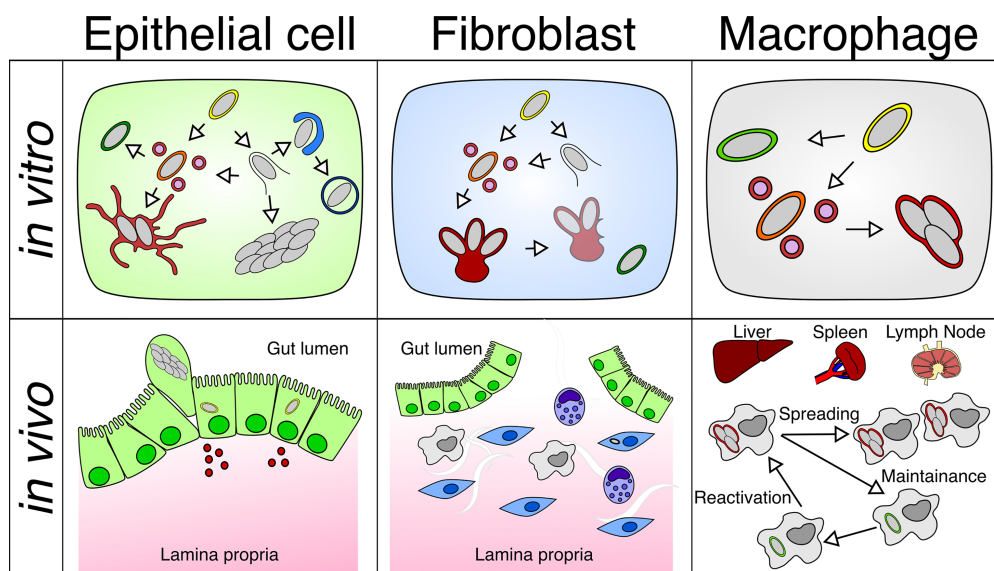 Epithelial cell
Fibroblast
Macrophage
in vitro
in vivo
Gut lumen
Lamina propria
Gut lumen
Lamina propria
Liver
Spleen
Lymph Node
Spreading
Maintainance
Reactivation